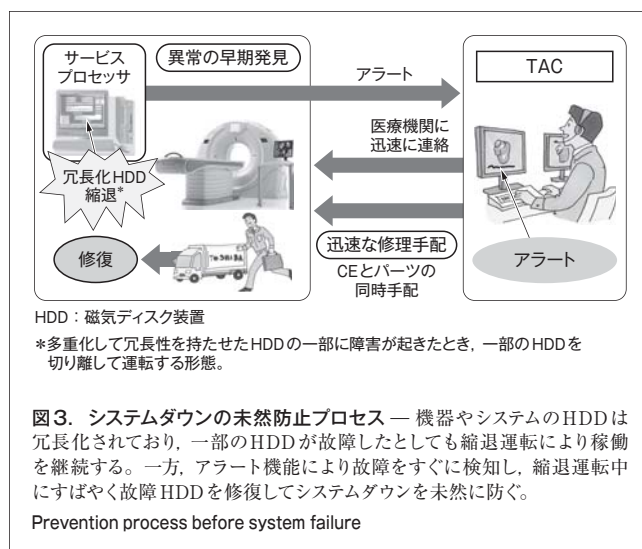 サービス
プロセッサ
異常の早期発見
アラート
TAC
医療機関に
迅速に連絡
冗長化HDD
縮退*
修復
TOSHIBA
迅速な修理手配
CEとパーツの
同時手配
アラート
HDD：磁気ディスク装置
*多重化して冗長性を持たせたHDDの一部に障害が起きたとき，一部のHDDを
切り離して運転する形態。
図3．システムダウンの未然防止プロセス — 機器やシステムのHDDは
冗長化されており，一部のHDDが故障したとしても縮退運転により稼働
を継続する。一方，アラート機能により故障をすぐに検知し，縮退運転中
にすばやく故障HDDを修復してシステムダウンを未然に防ぐ。
Prevention process before system failure